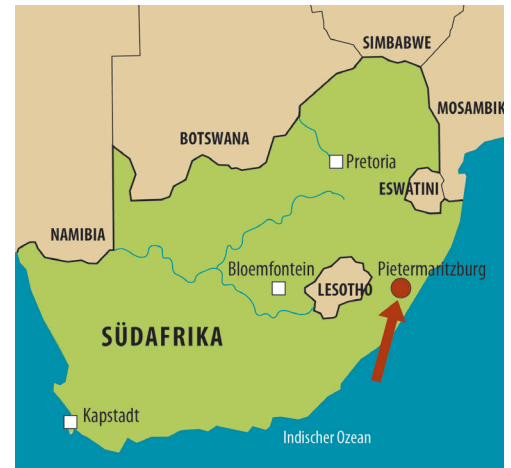 SIMBABWE
MOSAMBIK
BOTSWANA
Pretoria
ESWATINI
NAMIBIA
Bloemfontein
Pietermaritzburg
LESOTHO
SÜDAFRIKA
Kapstadt
Indischer Ozean